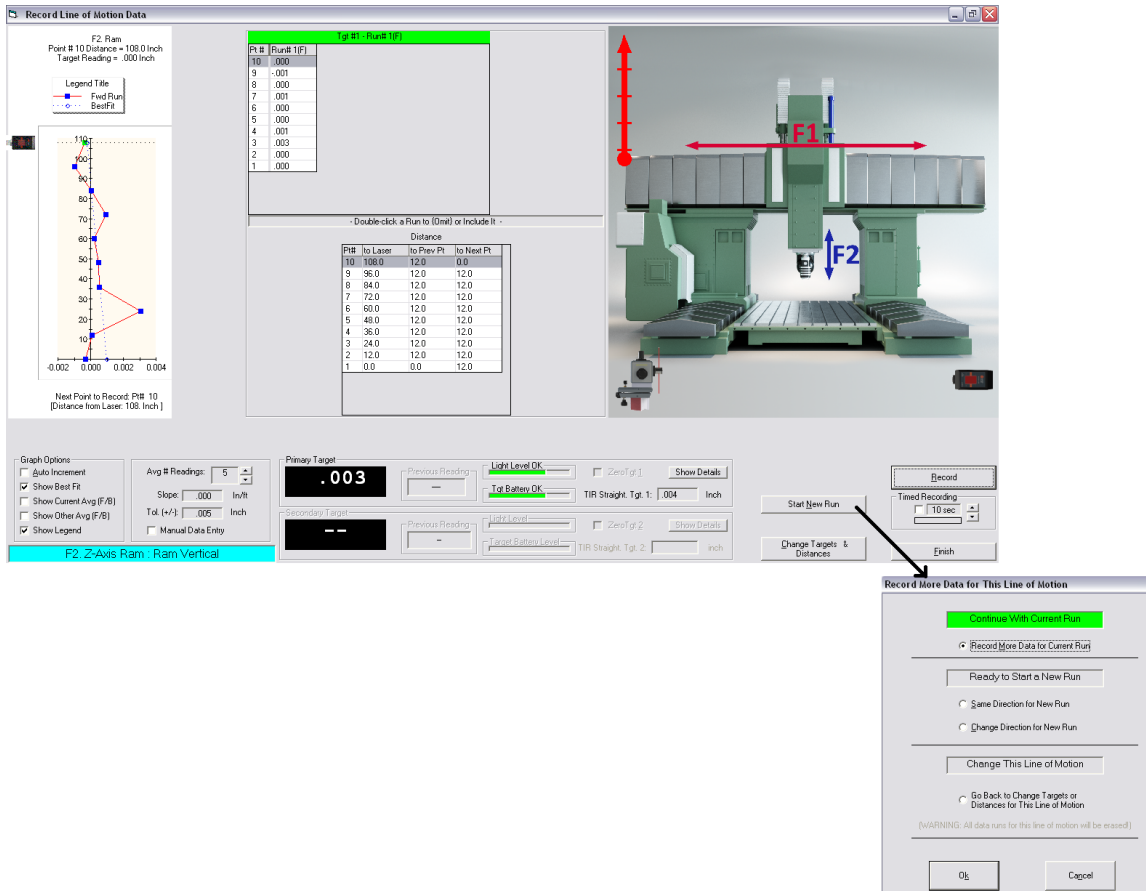 Record Line of Motion Data
F2. Ram
Point # 10 Distance = 108.0 Inch
Target Reading = .000 Inch
Legend Title
Fwd Run
BestFit
110
100
90
80
70
60
50
40
30
20
10
-0.002 0.000 0.002 0.004
Next Point to Record: Pt# 10
[Distance from Laser: 108. Inch ]
Tgt #1 - Run# 1(F)
Pt # Run# 1(F)
10 .000
9 -.001
8 .000
7 .001
6 .000
5 .000
4 .001
3 .003
2 .000
1 .000
- Double-click a Run to (Omit) or Include It -
Distance
Pt# to Laser to Prev Pt to Next Pt
10 108.0 12.0 0.0
9 96.0 12.0 12.0
8 84.0 12.0 12.0
7 72.0 12.0 12.0
6 60.0 12.0 12.0
5 48.0 12.0 12.0
4 36.0 12.0 12.0
3 24.0 12.0 12.0
2 12.0 12.0 12.0
1 0.0 0.0 12.0
F1
F2
Graph Options
Auto Increment
Show Best Fit
Show Current Avg (F/B)
Show Other Avg (F/B)
Show Legend
Avg # Readings: 5
Slope: .000 In/ft
Tol. (+/-): .005 Inch
Manual Data Entry
F2. Z-Axis Ram : Ram Vertical
Primary Target
.003
Previous Reading
---
Light Level OK
Tgt Battery OK
ZeroTgt 1
Show Details
TIR Straight. Tgt. 1: .004 Inch
Secondary Target
--
Previous Reading
-
Light Level
Target Battery Level
ZeroTgt 2
Show Details
TIR Straight. Tgt. 2: inch
Start New Run
Change Targets & Distances
Record
Timed Recording
10 sec
Finish
Record More Data for This Line of Motion
Continue With Current Run
Record More Data for Current Run
Ready to Start a New Run
Same Direction for New Run
Change Direction for New Run
Change This Line of Motion
Go Back to Change Targets or
Distances for This Line of Motion
(WARNING: All data runs for this line of motion will be erased!)
Ok Cancel